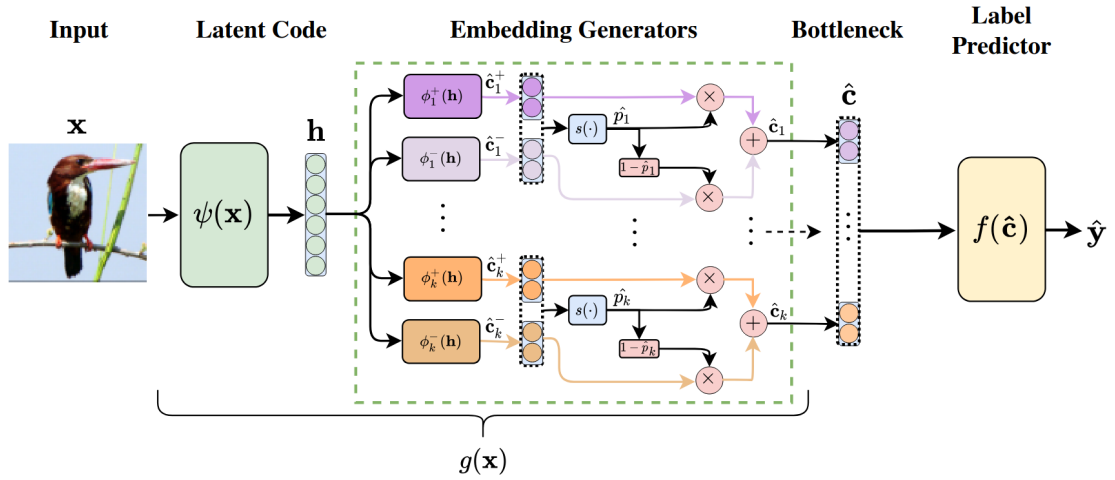 Input
Latent Code
Embedding Generators
Bottleneck
Label
Predictor
x
ψ(x)
h
ϕ₁⁺(h)
ĉ₁⁺
s(·)
p̂₁
1 − p̂₁
×
ϕ₁⁻(h)
ĉ₁⁻
×
+
ĉ₁
⋮
⋮
⋮
ϕₖ⁺(h)
ĉₖ⁺
s(·)
p̂ₖ
1 − p̂ₖ
×
ϕₖ⁻(h)
ĉₖ⁻
×
+
ĉₖ
ĉ
⋮
f(ĉ)
ŷ
g(x)